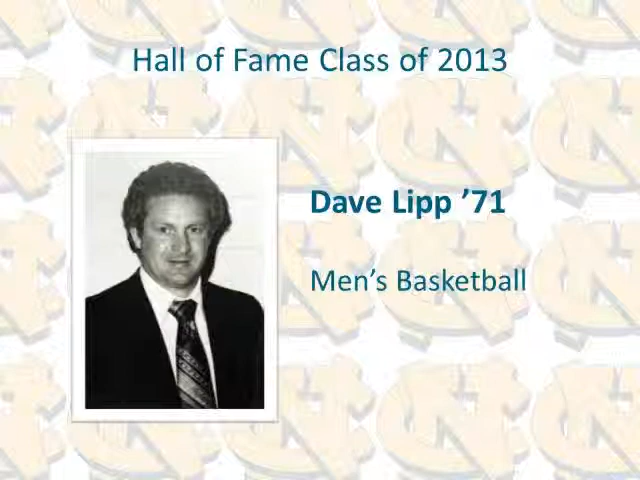 Hall of Fame Class of 2013
Dave Lipp ’71
Men’s Basketball